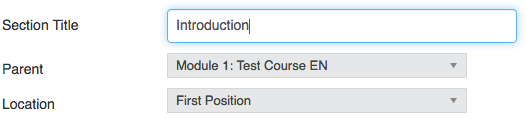 Section Title Introduction
Parent Module 1: Test Course EN
Location First Position